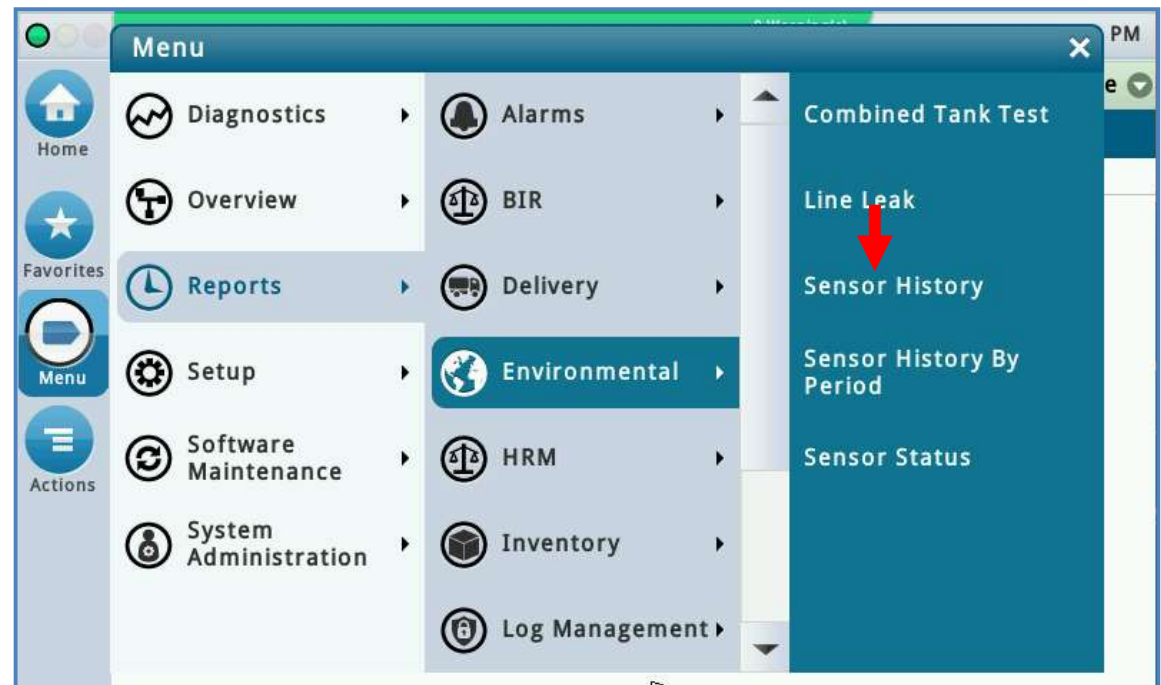 PM
Menu
e
Home
Favorites
Menu
Actions
Diagnostics
Overview
Reports
Setup
Software
Maintenance
System
Administration
Alarms
BIR
Delivery
Environmental
HRM
Inventory
Log Management
Combined Tank Test
Line Leak
Sensor History
Sensor History By
Period
Sensor Status